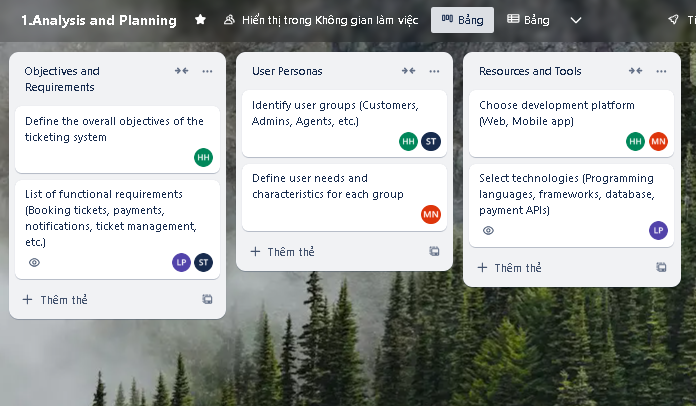 1.Analysis and Planning
Hiển thị trong Không gian làm việc
Bảng
Bảng
Objectives and
Requirements
Define the overall objectives of the
ticketing system
HH
List of functional requirements
(Booking tickets, payments,
notifications, ticket management,
etc.)
LP ST
Thêm thẻ
User Personas
Identify user groups (Customers,
Admins, Agents, etc.)
HH ST
Define user needs and
characteristics for each group
MN
Thêm thẻ
Resources and Tools
Choose development platform
(Web, Mobile app)
HH MN
Select technologies (Programming
languages, frameworks, database,
payment APIs)
LP
Thêm thẻ